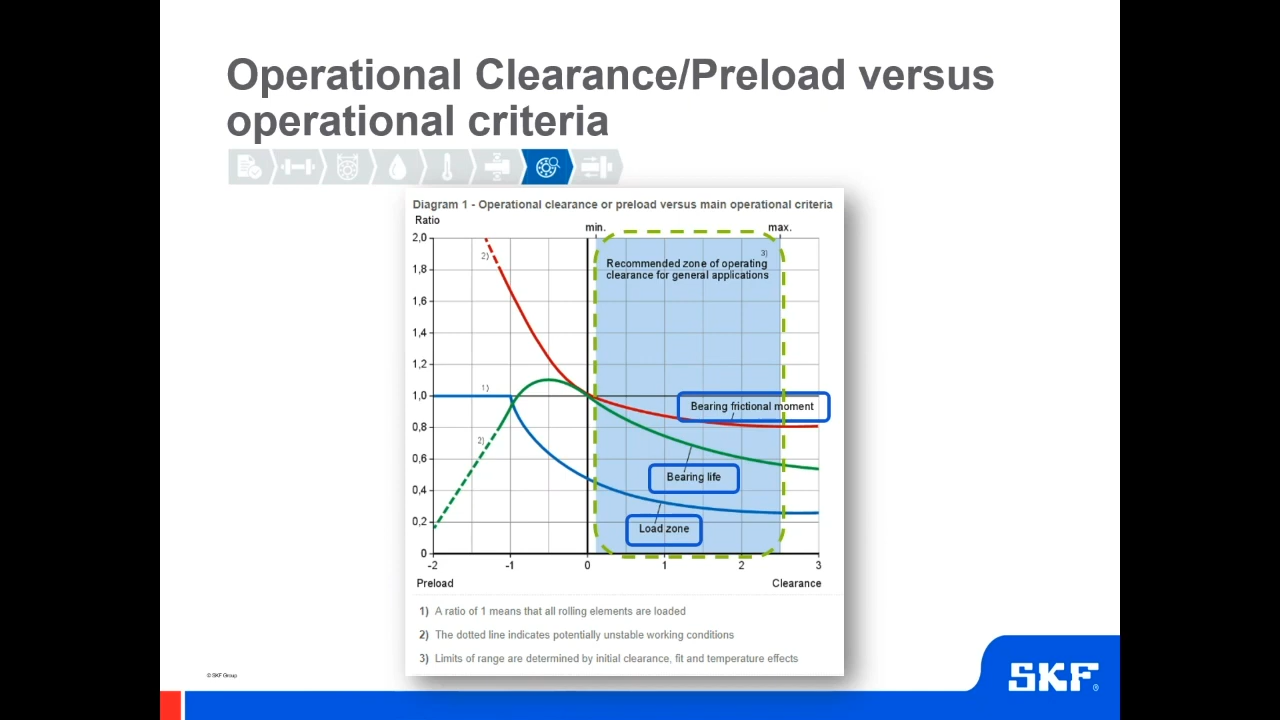 Operational Clearance/Preload versus
operational criteria
Diagram 1 - Operational clearance or preload versus main operational criteria
Ratio
min.
max.
2,0
1,8
1,6
1,4
1,2
1,0
0,8
0,6
0,4
0,2
0
2)
1)
2)
3)
Recommended zone of operating
clearance for general applications
Bearing frictional moment
Bearing life
Load zone
-2
-1
0
1
2
3
Preload
Clearance
1) A ratio of 1 means that all rolling elements are loaded
2) The dotted line indicates potentially unstable working conditions
3) Limits of range are determined by initial clearance, fit and temperature effects
© SKF Group
SKF®